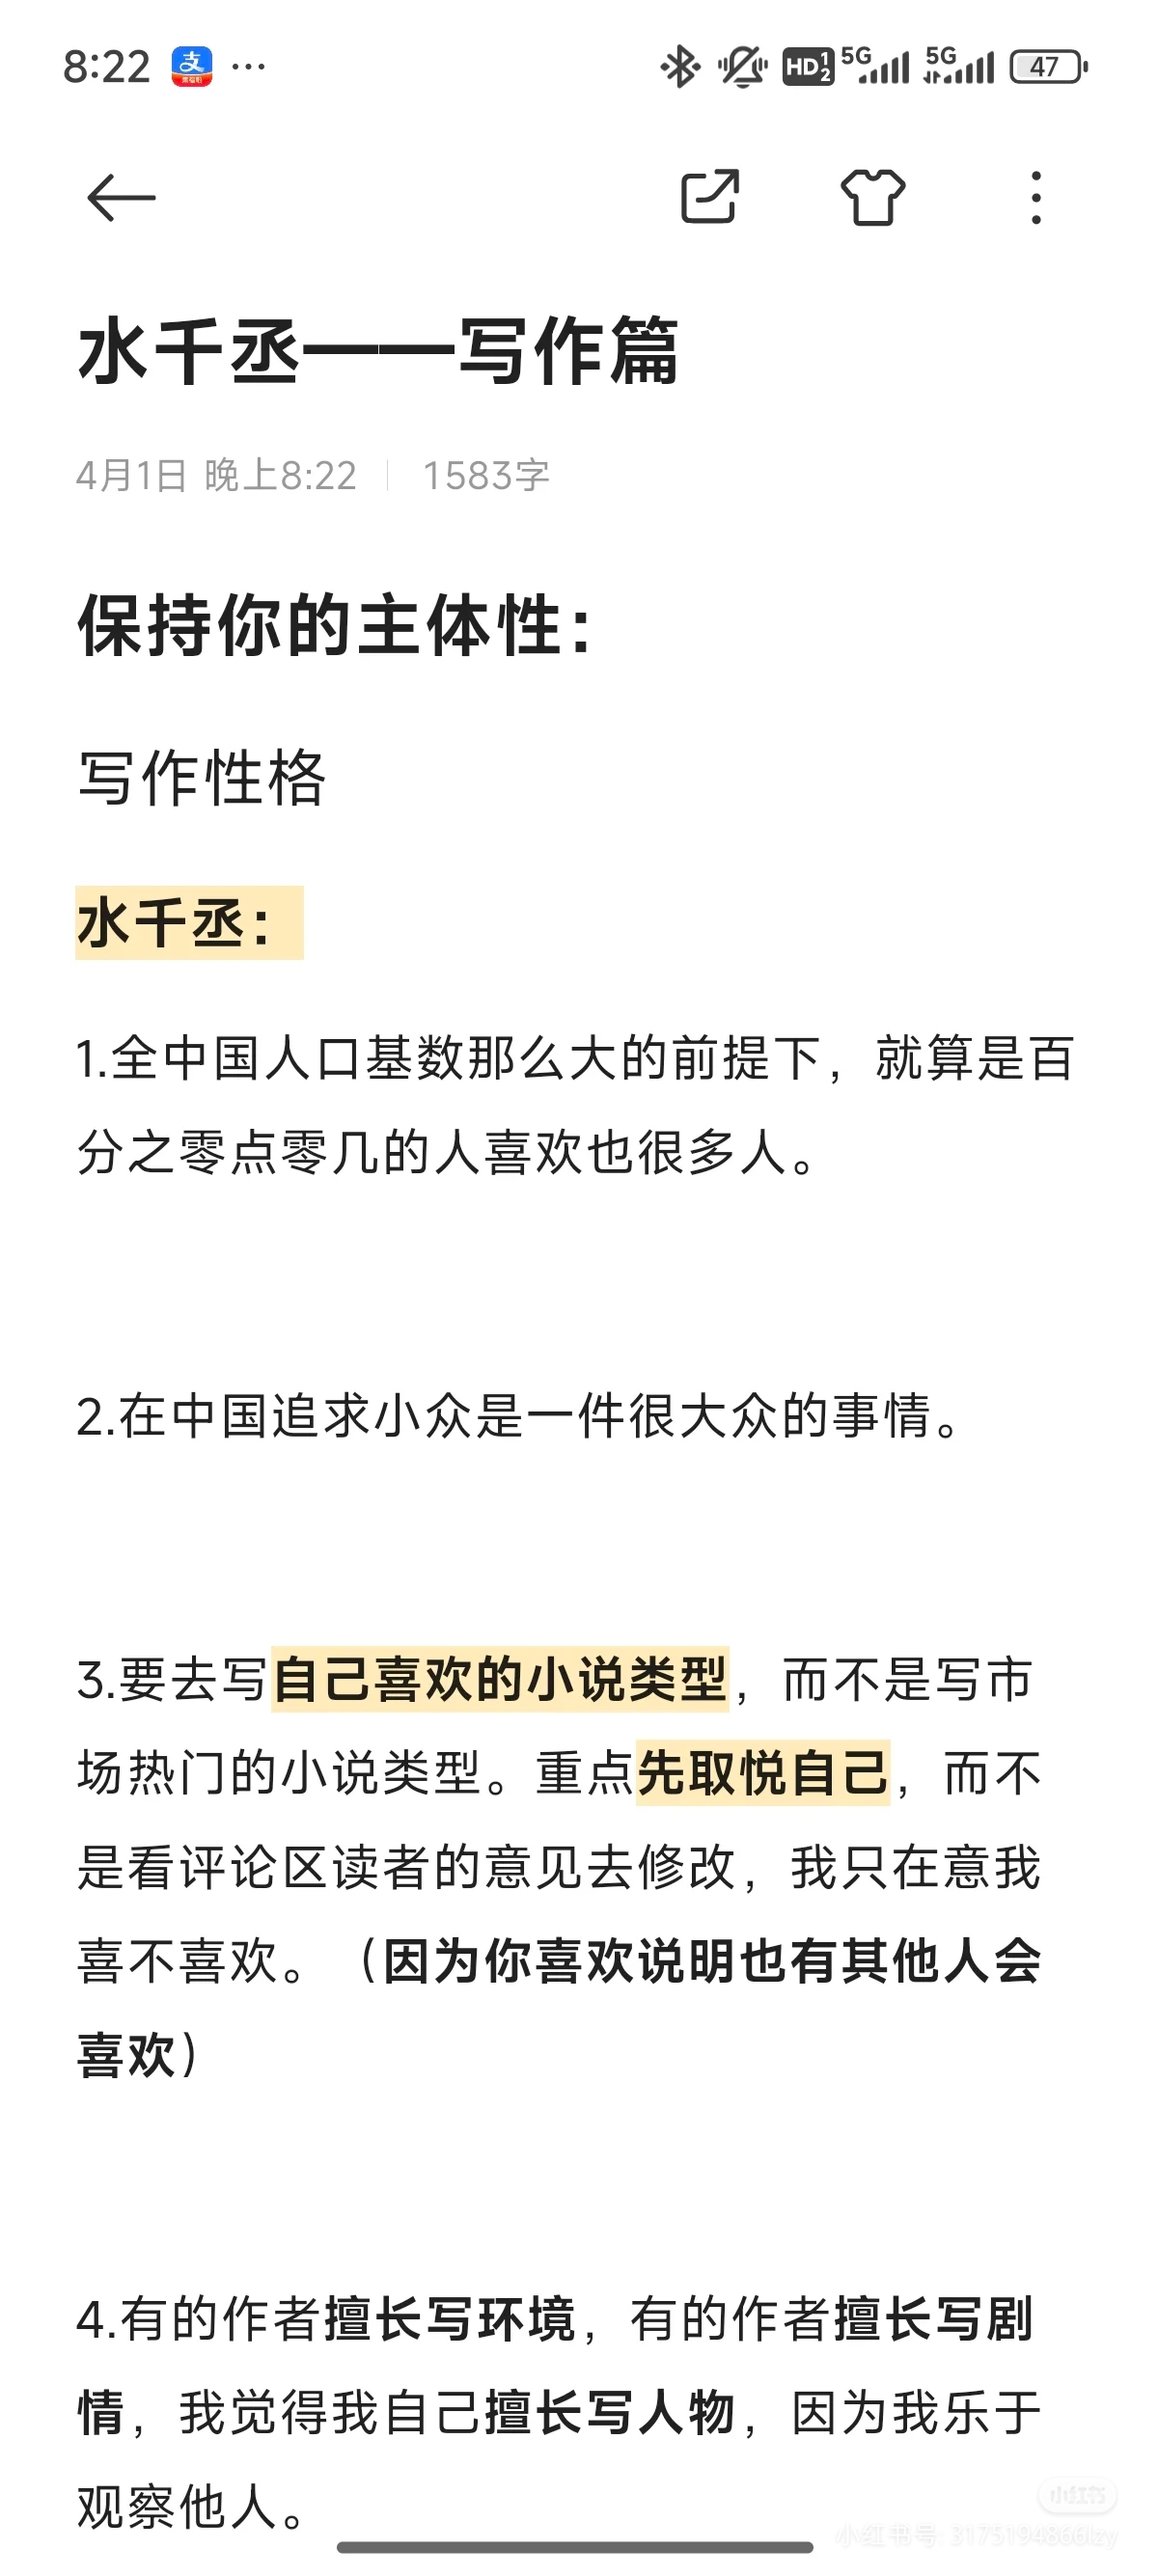 8:22 支 ···
HD 1 2 5G 5G 47
水千丞——写作篇
4月1日 晚上8:22 | 1583字
保持你的主体性：
写作性格
水千丞：
1.全中国人口基数那么大的前提下，就算是百
分之零点零几的人喜欢也很多人。
2.在中国追求小众是一件很大众的事情。
3.要去写自己喜欢的小说类型，而不是写市
场热门的小说类型。重点先取悦自己，而不
是看评论区读者的意见去修改，我只在意我
喜不喜欢。（因为你喜欢说明也有其他人会
喜欢）
4.有的作者擅长写环境，有的作者擅长写剧
情，我觉得我自己擅长写人物，因为我乐于
观察他人。
小红书
小红书号: 3175194866lzy